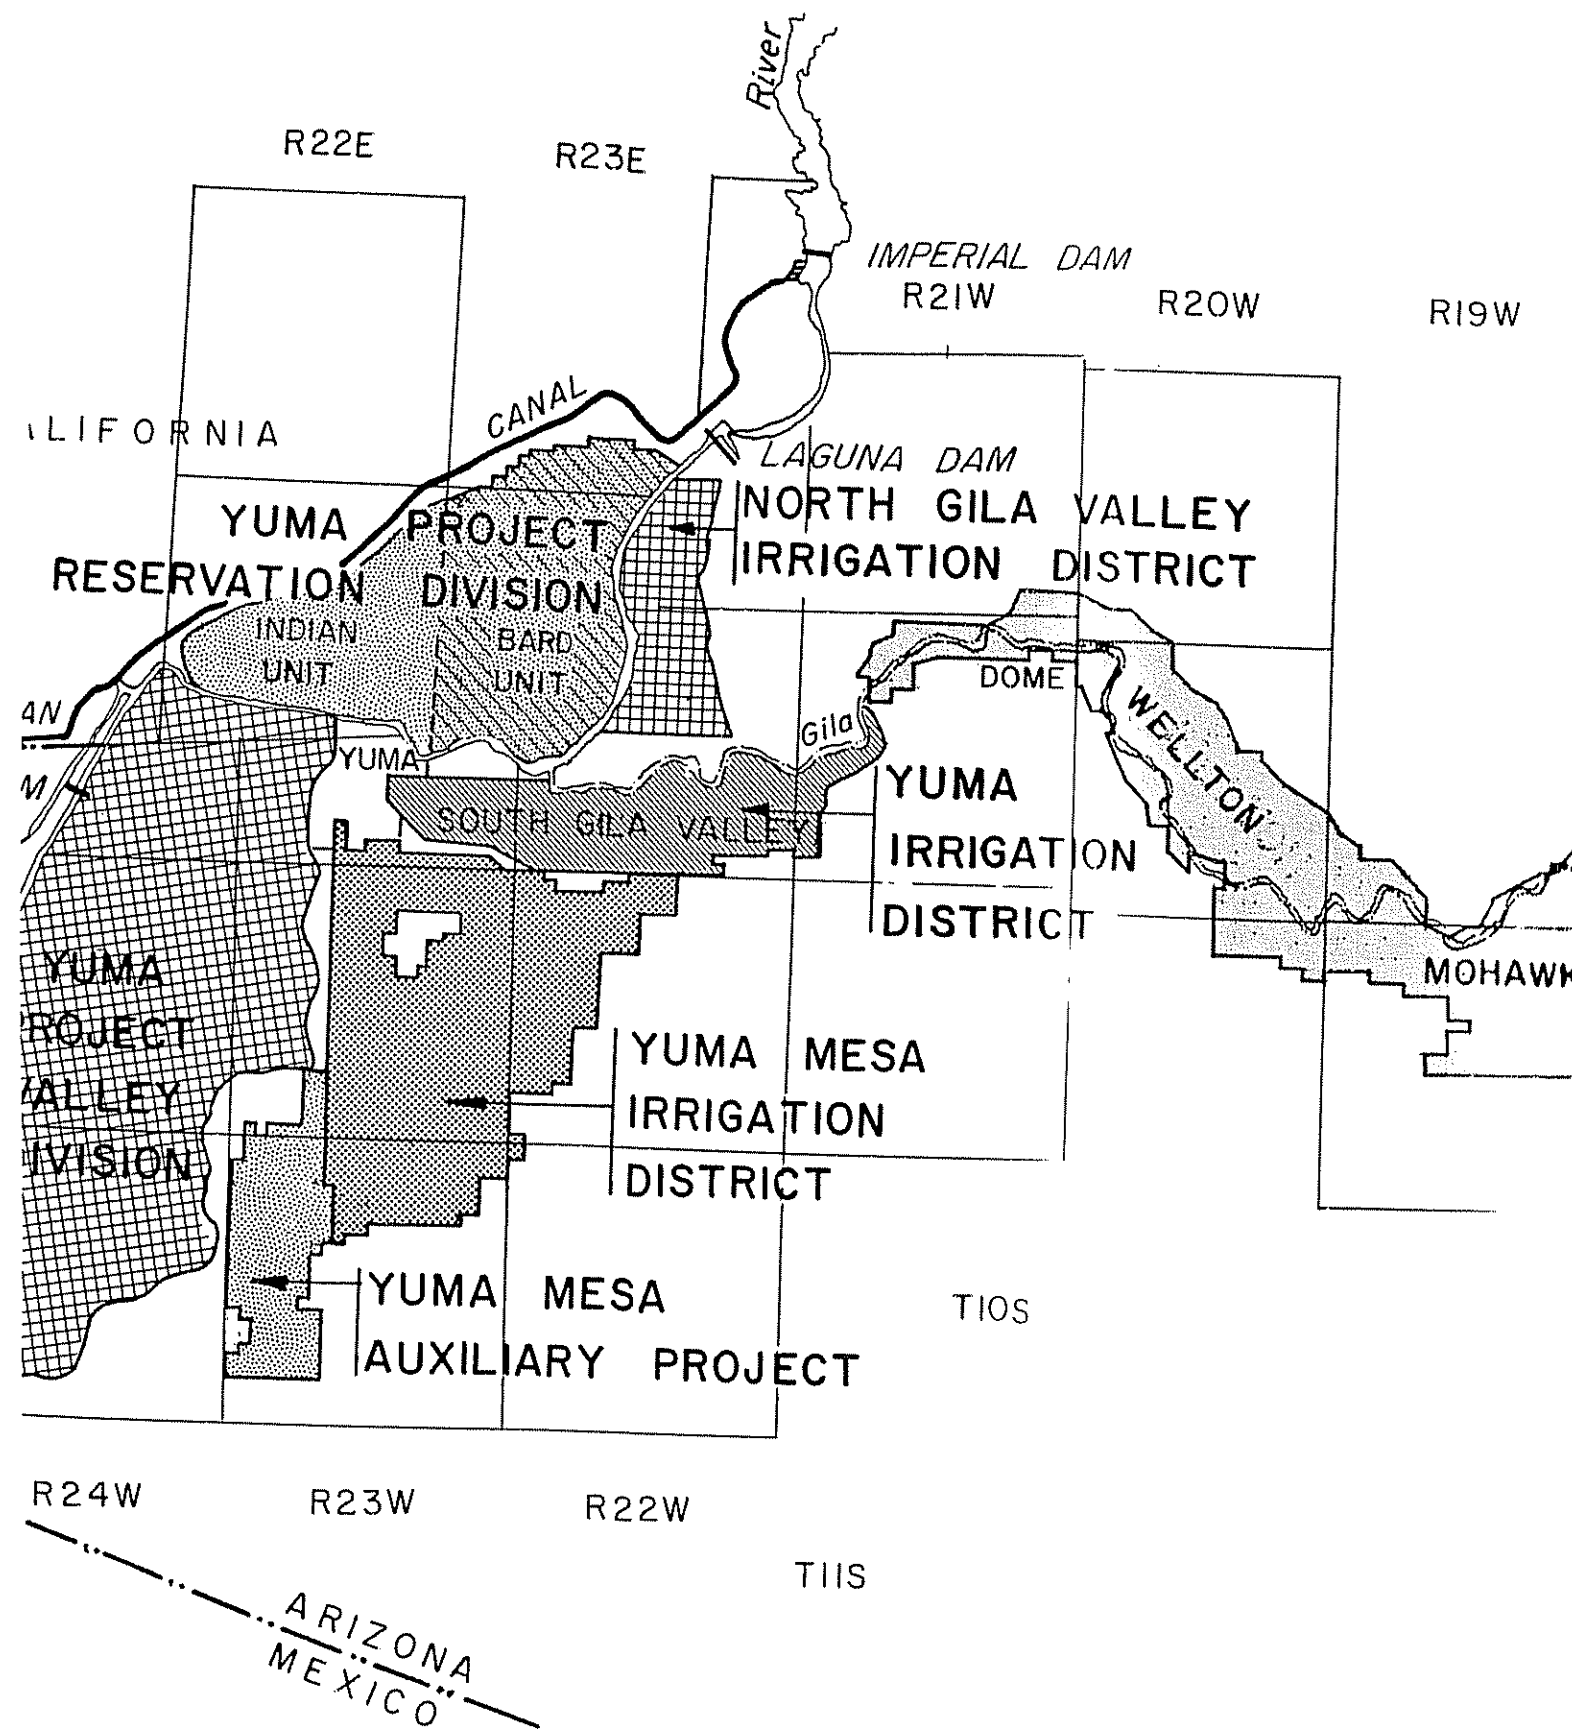 River
R22E
R23E
IMPERIAL DAM
R21W
R20W
R19W
CANAL
LIFORNIA
LAGUNA DAM
NORTH GILA VALLEY
IRRIGATION DISTRICT
YUMA PROJECT
RESERVATION DIVISION
INDIAN
UNIT
BARD
UNIT
DOME
WELLTON
AN
Gila
YUMA
M
YUMA
IRRIGATION
DISTRICT
SOUTH GILA VALLEY
MOHAWK
YUMA
ROJECT
VALLEY
IVISION
YUMA MESA
IRRIGATION
DISTRICT
YUMA MESA
AUXILIARY PROJECT
T10S
R24W
R23W
R22W
T11S
ARIZONA
MEXICO